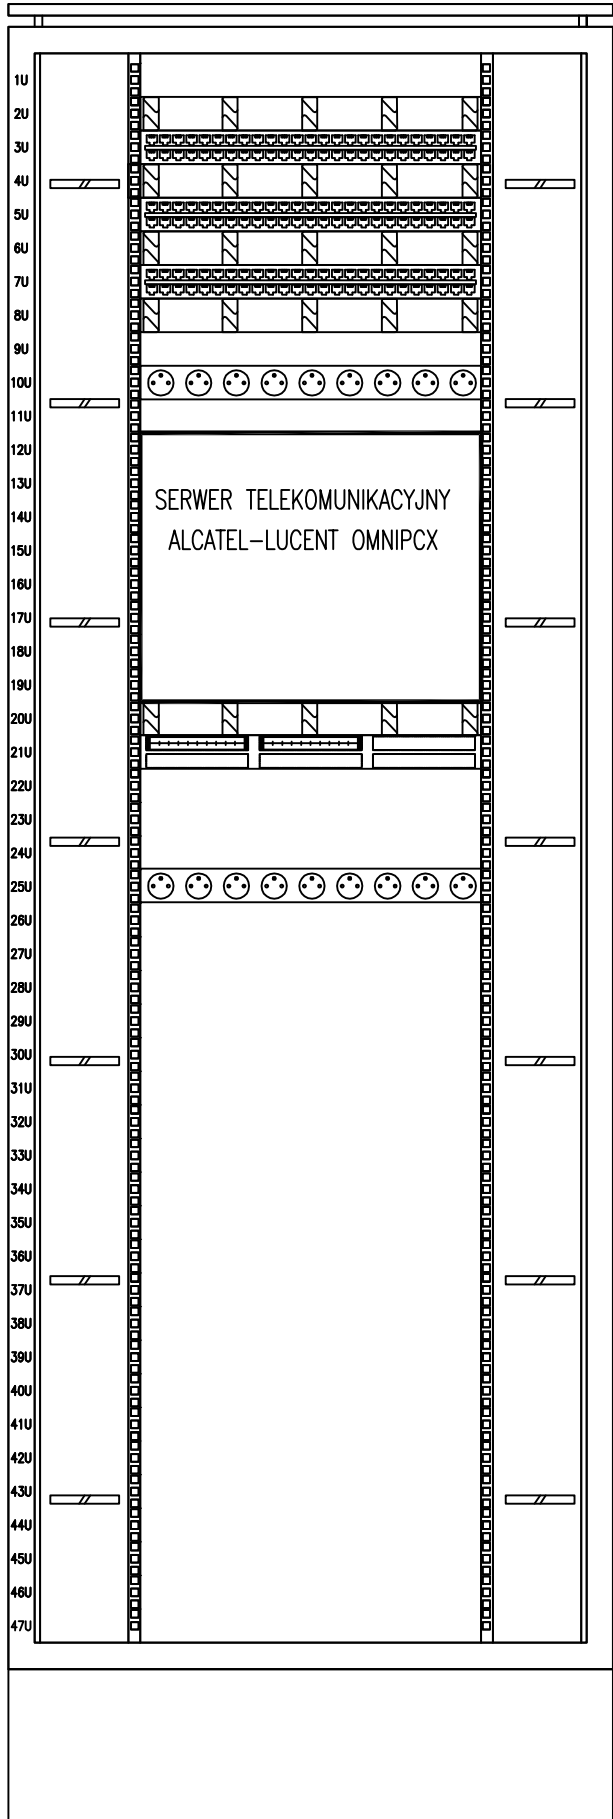 1U
2U
3U
4U
5U
6U
7U
8U
9U
10U
11U
12U
13U
SERWER TELEKOMUNIKACYJNY
14U
ALCATEL-LUCENT OMNIPCX
15U
16U
17U
18U
19U
20U
21U
22U
23U
24U
25U
26U
27U
28U
29U
30U
31U
32U
33U
34U
35U
36U
37U
38U
39U
40U
41U
42U
43U
44U
45U
46U
47U